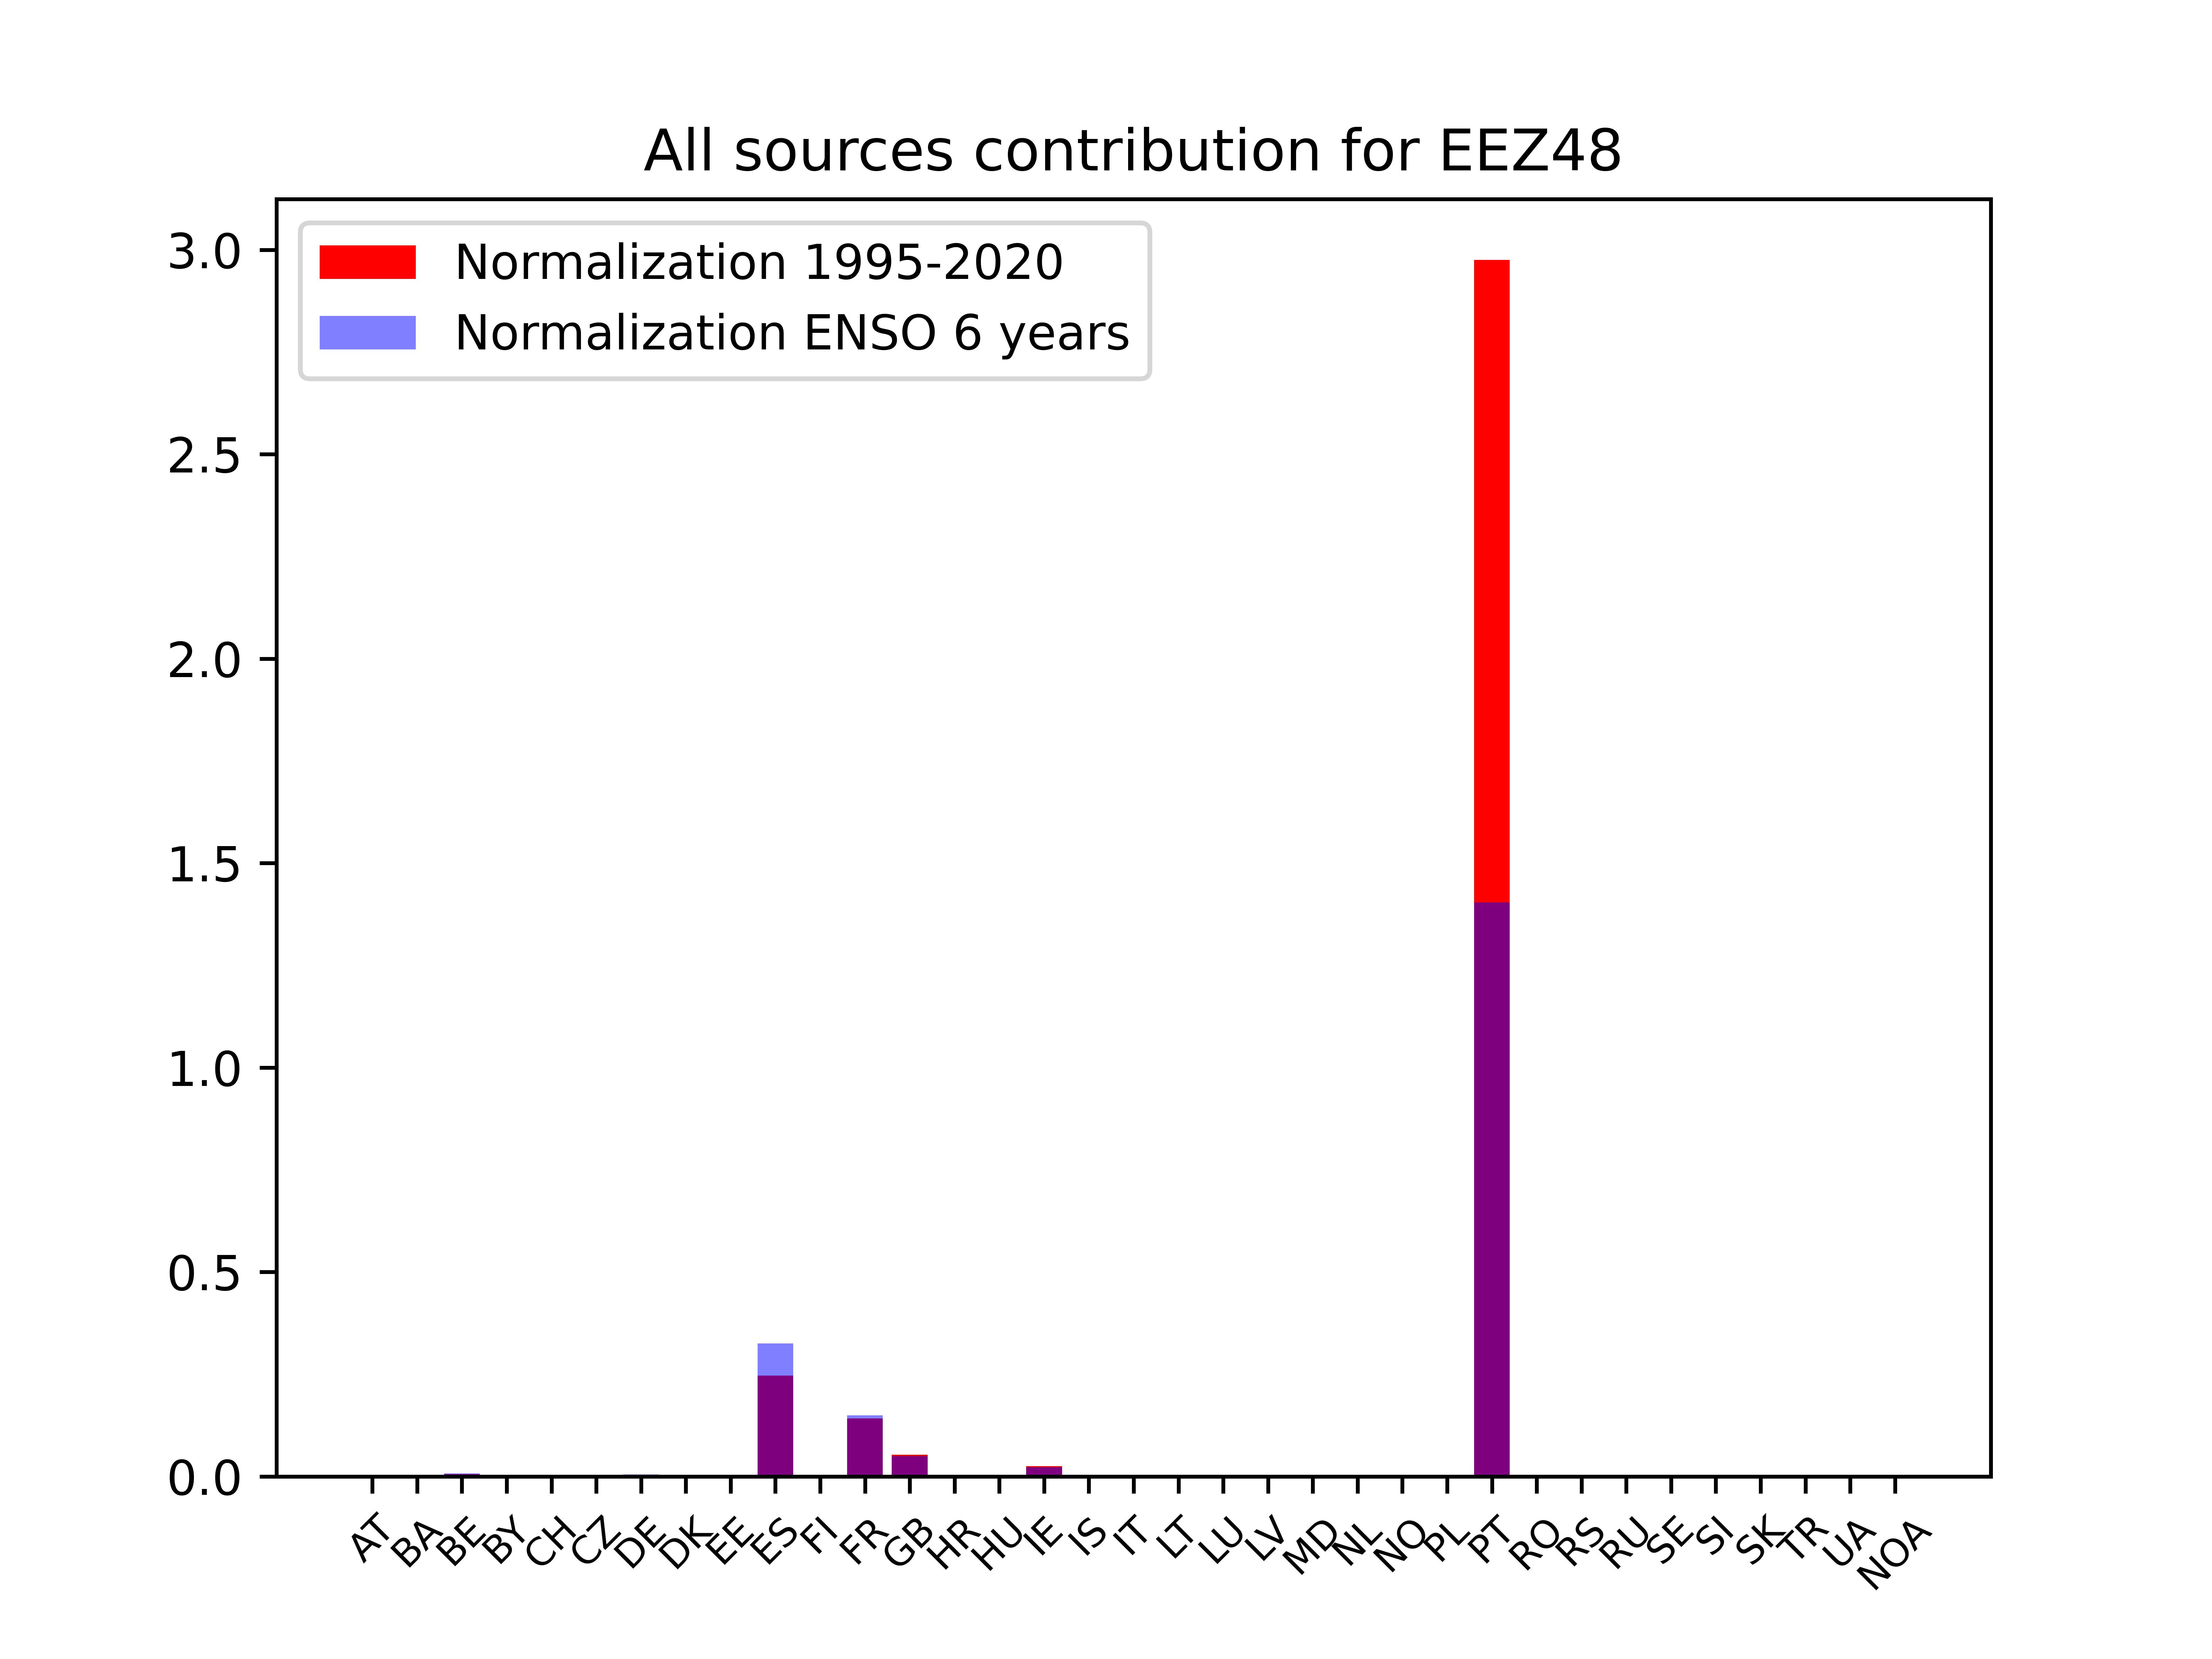 All sources contribution for EEZ48
Normalization 1995-2020
Normalization ENSO 6 years
3.0
2.5
2.0
1.5
1.0
0.5
0.0
AT BA BE BY CH CZ DE DK EE ES FI FR GB HR HU IE IS IT LT LU LV MD NL NO PL PT RO RS RU SE SI SK TR UA NOA